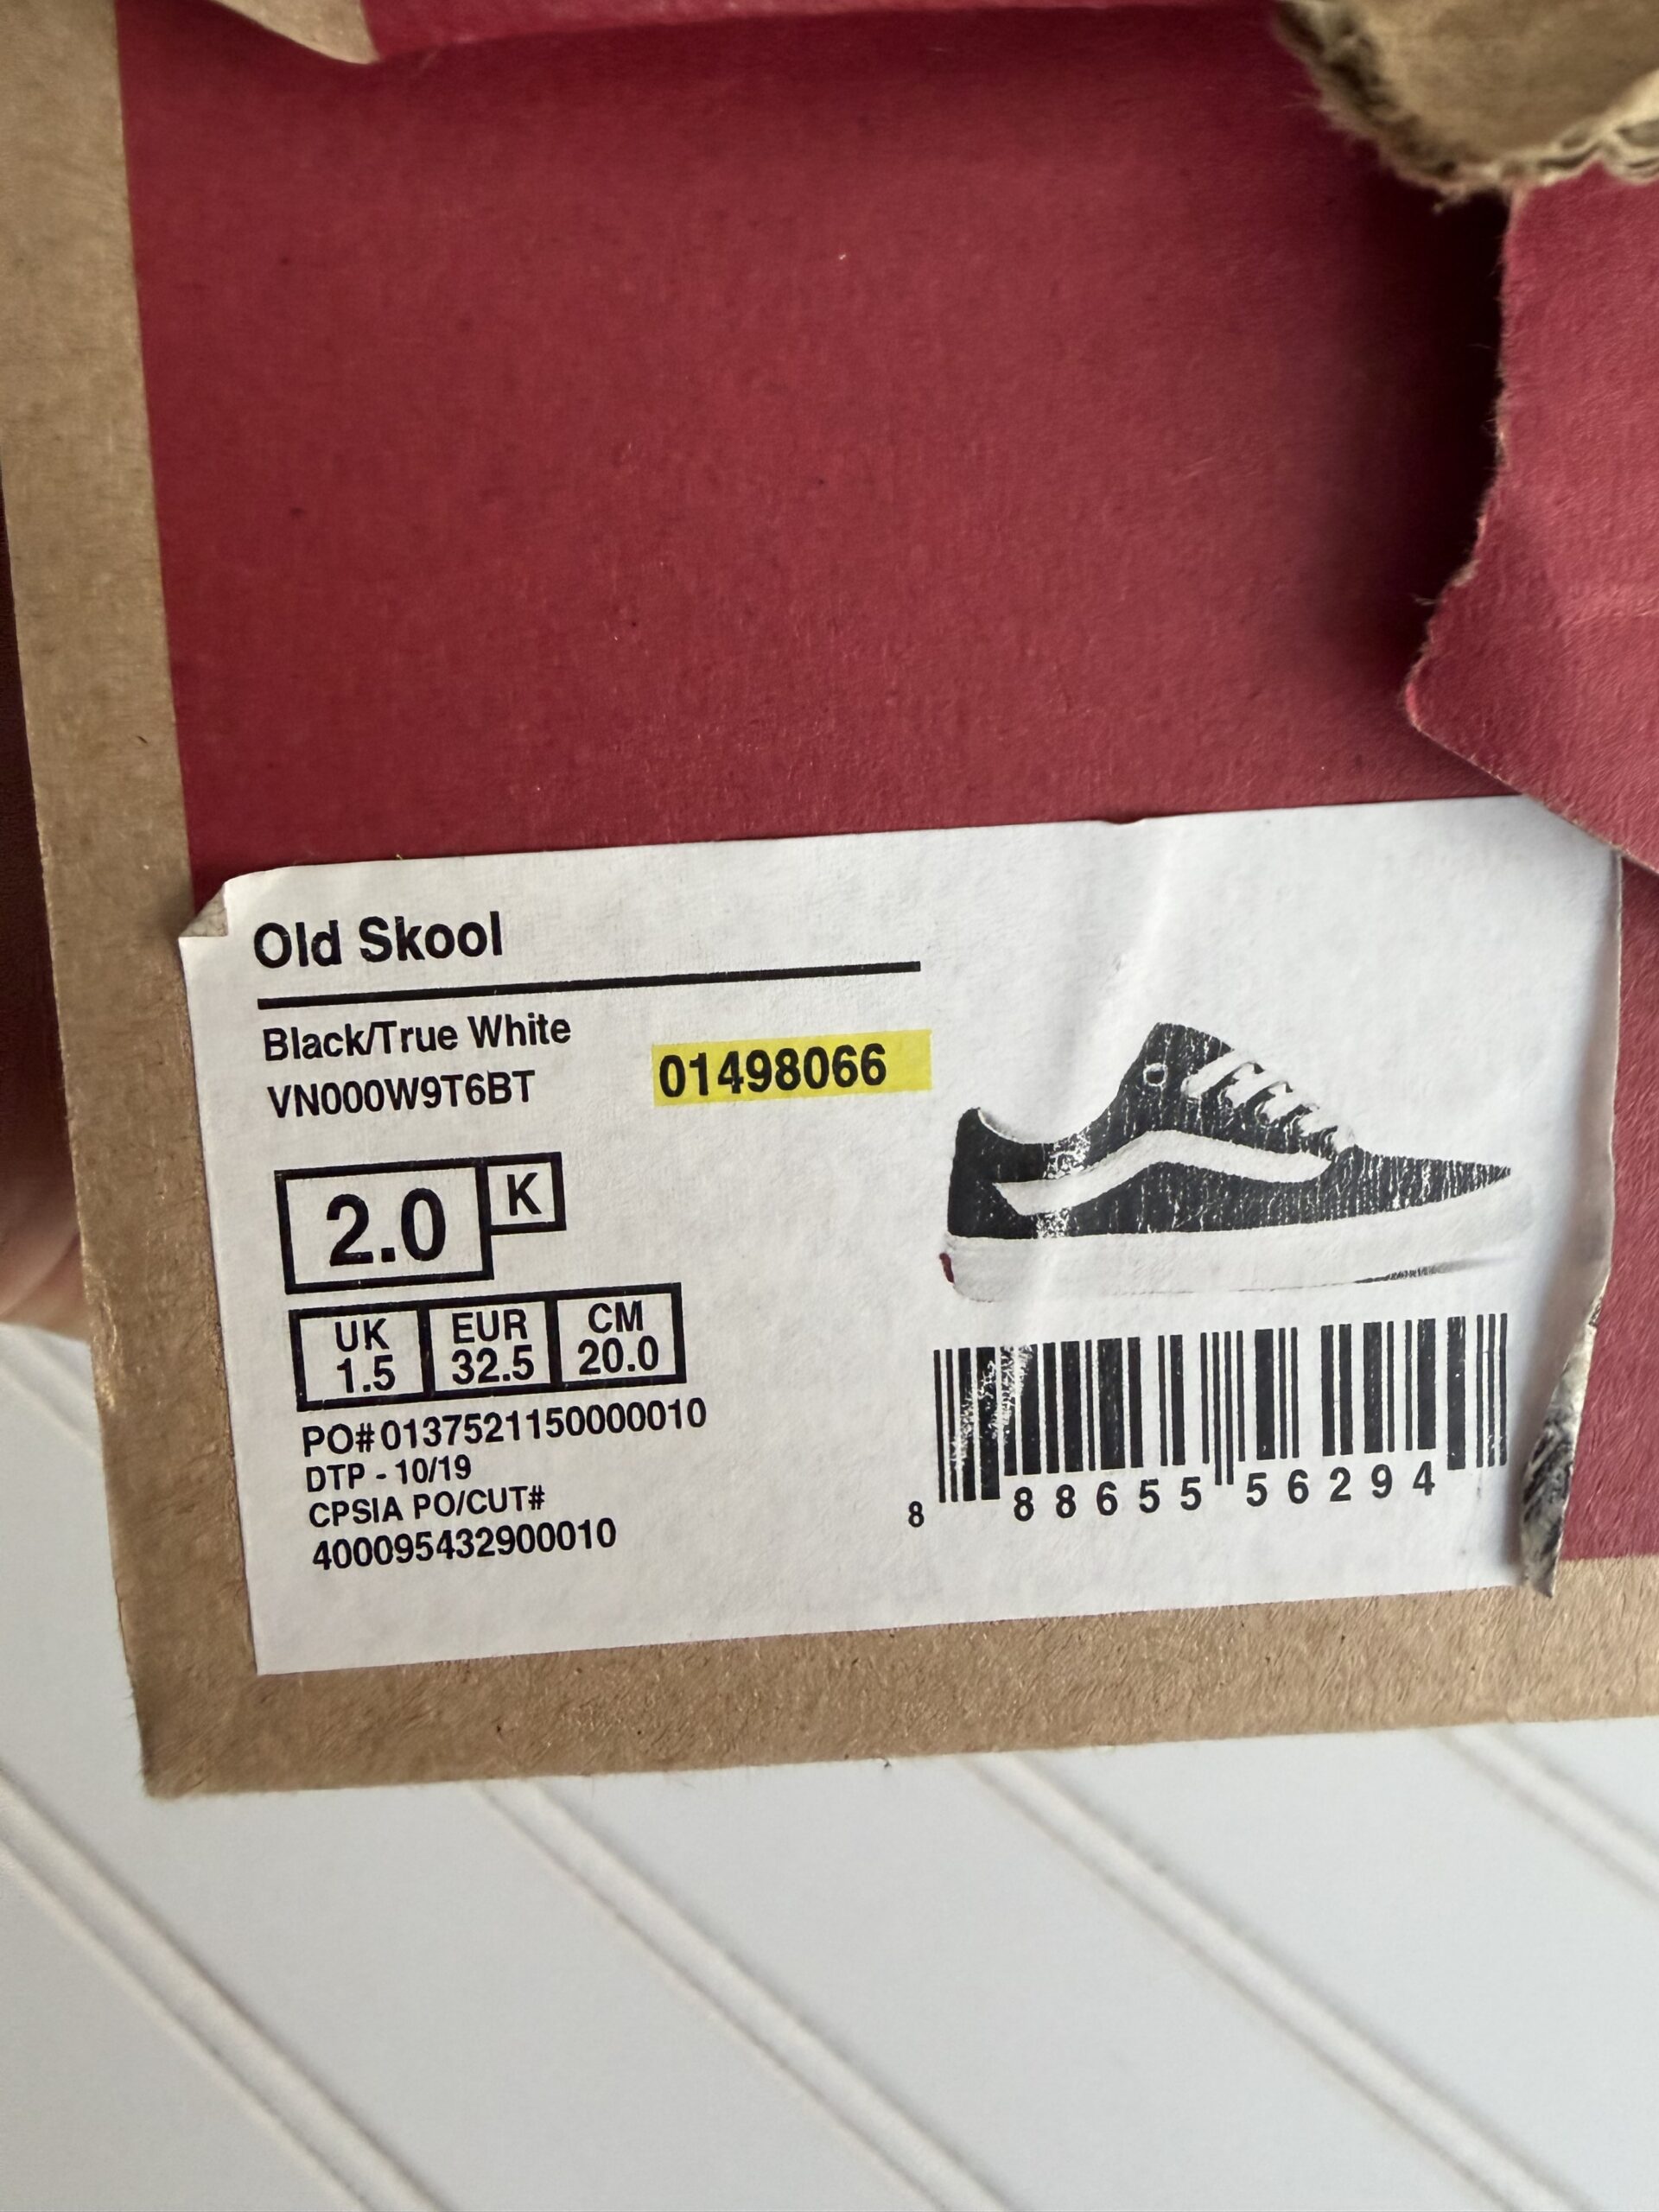 Old Skool
Black/True White
VN000W9T6BT
01498066
2.0 K
UK EUR CM
1.5 32.5 20.0
PO# 0137521150000010
DTP - 10/19
CPSIA PO/CUT#
400095432900010
8 88655 56294